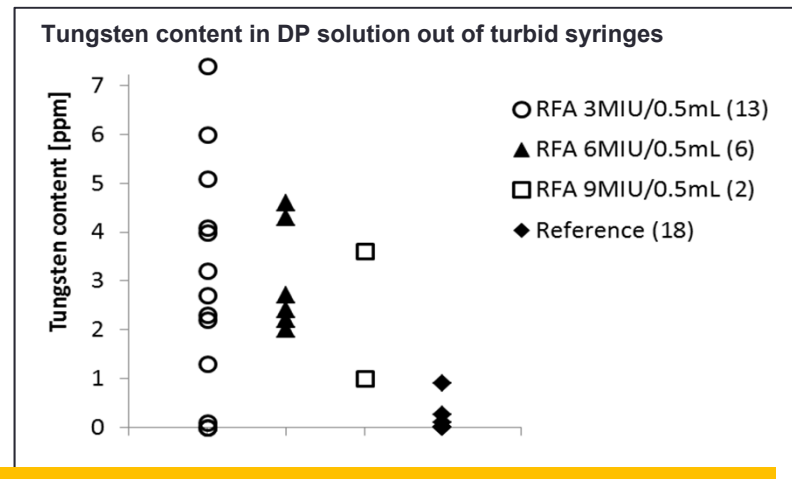 Tungsten content in DP solution out of turbid syringes
Tungsten content [ppm]
7
6
5
4
3
2
1
0
RFA 3MIU/0.5mL (13)
RFA 6MIU/0.5mL (6)
RFA 9MIU/0.5mL (2)
Reference (18)